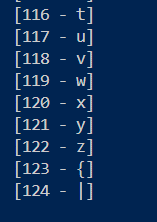 [116 - t]
[117 - u]
[118 - v]
[119 - w]
[120 - x]
[121 - y]
[122 - z]
[123 - {]
[124 - |]